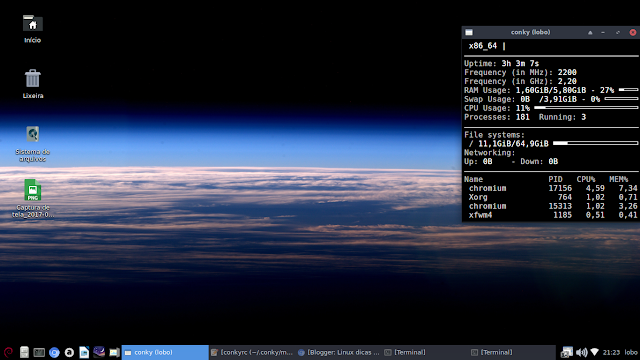 Início
Lixeira
Sistema de
arquivos
PNG
Captura de
tela_2017-0...
conky (lobo)
x86_64 |
Uptime: 3h 3m 7s
Frequency (in MHz): 2200
Frequency (in GHz): 2,20
RAM Usage: 1,60GiB/5,80GiB - 27%
Swap Usage: 0B /3,91GiB - 0%
CPU Usage: 11%
Processes: 181 Running: 3
File systems:
/ 11,1GiB/64,9GiB
Networking:
Up: 0B - Down: 0B
Name PID CPU% MEM%
chromium 17156 4,59 7,34
Xorg 764 1,02 0,71
chromium 15313 1,02 3,26
xfwm4 1185 0,51 0,41
conky (lobo)
[conkyrc (~/.conky/m...
[Blogger: Linux dicas ...
[Terminal]
[Terminal]
21:23 lobo